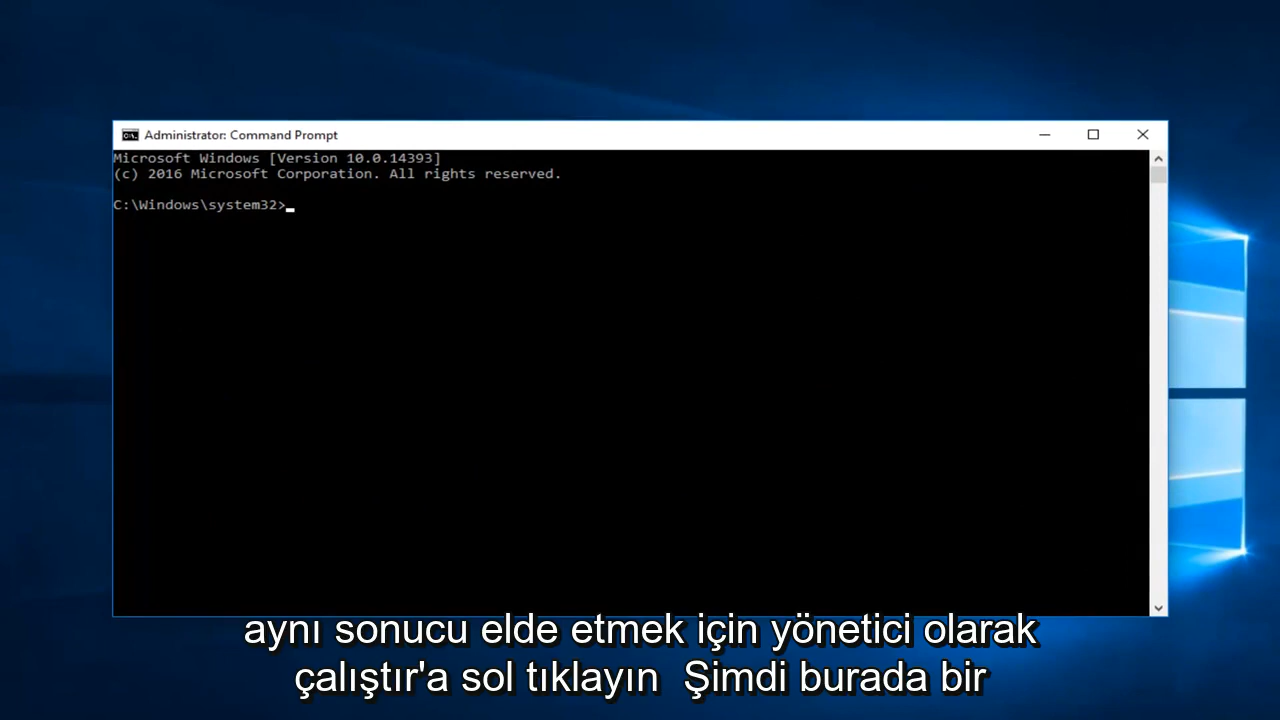 Administrator: Command Prompt
Microsoft Windows [Version 10.0.14393]
(c) 2016 Microsoft Corporation. All rights reserved.
C:\Windows\system32>
aynı sonucu elde etmek için yönetici olarak
çalıştır'a sol tıklayın  Şimdi burada bir